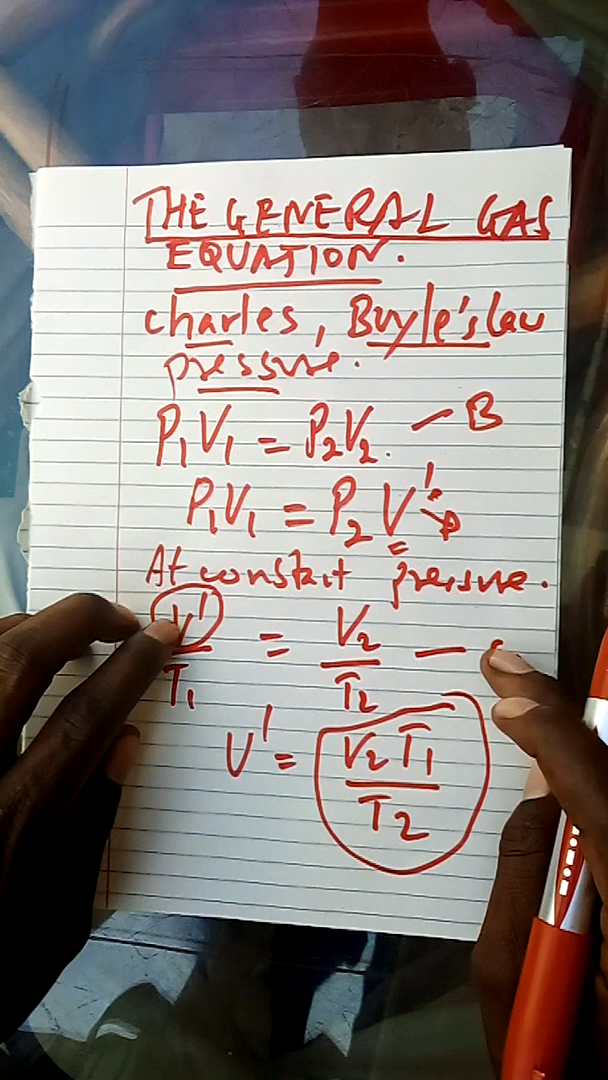 THE GENERAL GAS
EQUATION.
Charles, Boyle's law
pressure.
P₁V₁ = P₂V₂. — B
P₁V₁ = P₂V'
At constant pressure.
V'/T₁ = V₂/T₂ —
V' = V₂T₁/T₂